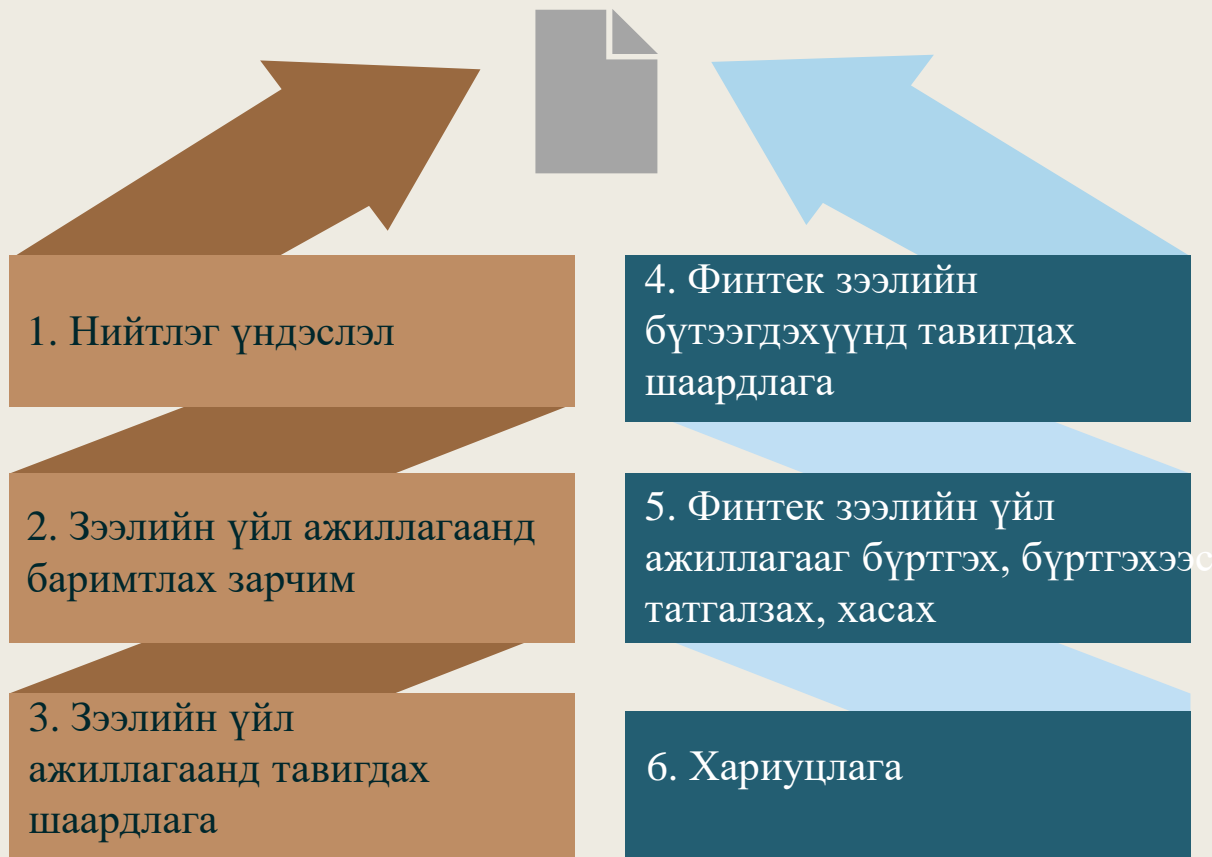 1. Нийтлэг үндэслэл
2. Зээлийн үйл ажиллагаанд
баримтлах зарчим
3. Зээлийн үйл
ажиллагаанд тавигдах
шаардлага
4. Финтек зээлийн
бүтээгдэхүүнд тавигдах
шаардлага
5. Финтек зээлийн үйл
ажиллагааг бүртгэх, бүртгэхээс
татгалзах, хасах
6. Хариуцлага